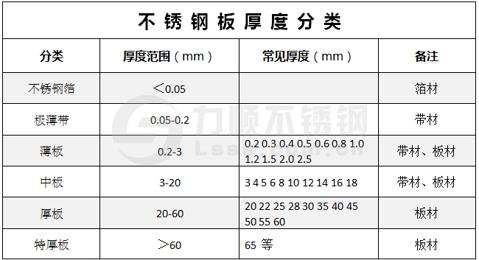 不锈钢板厚度分类
分类 厚度范围（mm） 常见厚度（mm） 备注
不锈钢箔 ＜0.05 箔材
极薄带 0.05-0.2 带材
薄板 0.2-3 0.2 0.3 0.4 0.5 0.6 0.8 1.0
1.2 1.5 2.0 2.5 带材、板材
中板 3-20 3 4 5 6 8 10 12 14 16 18 带材、板材
厚板 20-60 20 22 25 28 30 35 40 45
50 55 60 板材
特厚板 ＞60 65 等 板材
力顺不锈钢